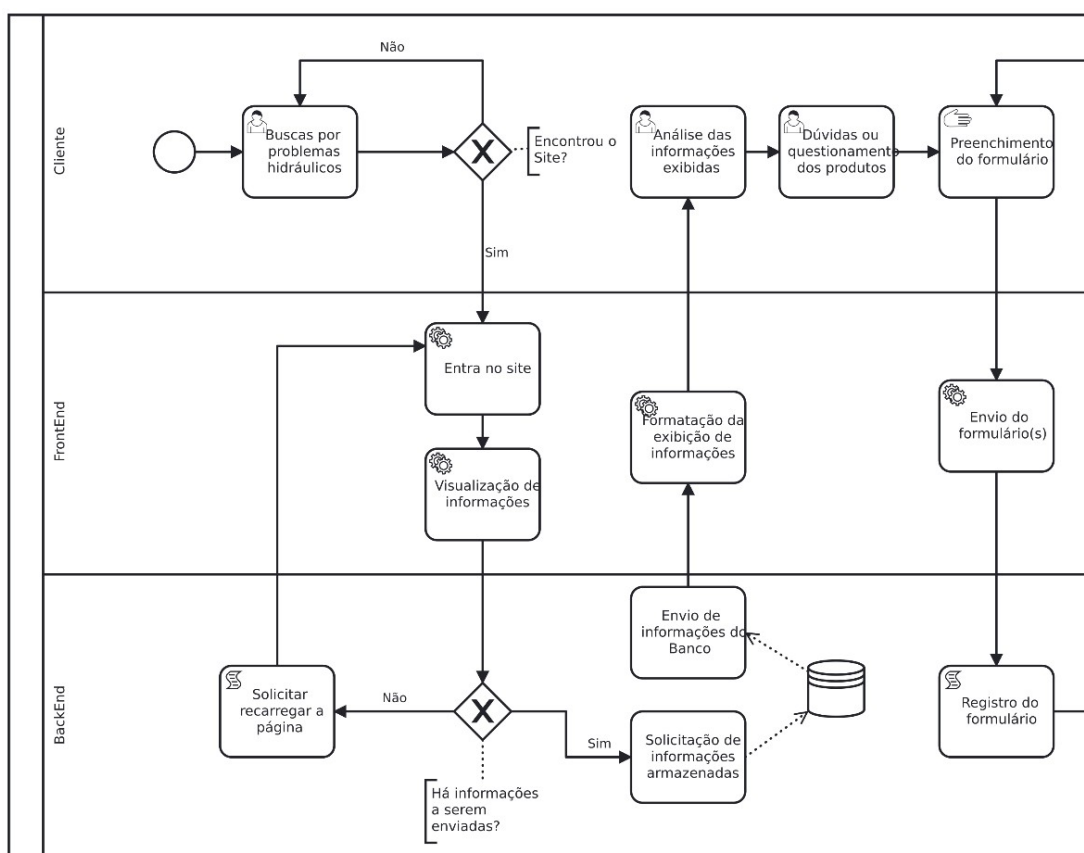 Cliente
Não
Buscas por
problemas
hidráulicos
Encontrou o
Site?
Sim
Análise das
informações
exibidas
Dúvidas ou
questionamento
dos produtos
Preenchimento
do formulário
FrontEnd
Entra no site
Visualização de
informações
Formatação da
exibição de
informações
Envio do
formulário(s)
BackEnd
Solicitar
recarregar a
página
Não
Há informações
a serem
enviadas?
Sim
Envio de
informações do
Banco
Solicitação de
informações
armazenadas
Registro do
formulário